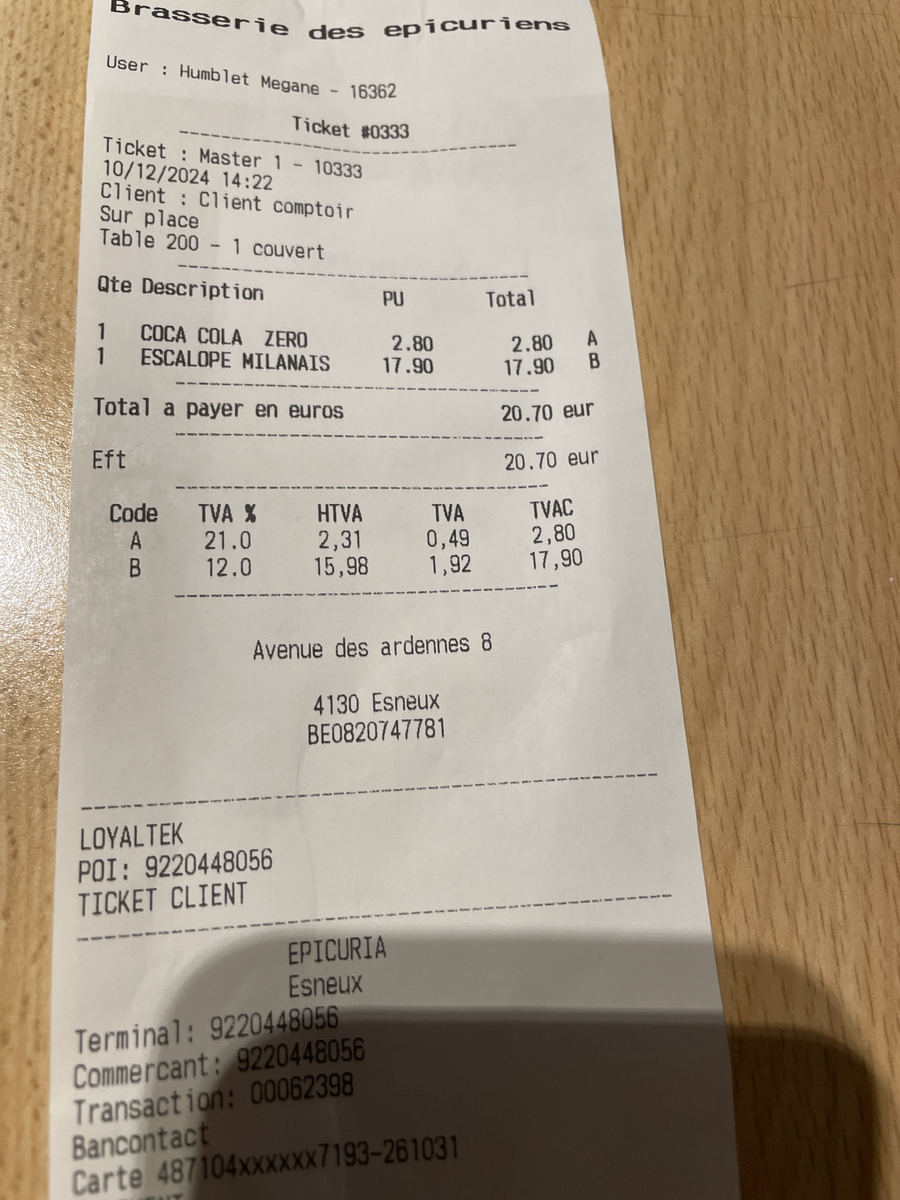 Brasserie des epicuriens
User : Humblet Megane - 16362
Ticket #0333
Ticket : Master 1 - 10333
10/12/2024 14:22
Client : Client comptoir
Sur place
Table 200 - 1 couvert
Qte Description PU Total
1 COCA COLA ZERO 2.80 2.80 A
1 ESCALOPE MILANAIS 17.90 17.90 B
Total a payer en euros 20.70 eur
Eft 20.70 eur
Code TVA % HTVA TVA TVAC
A 21.0 2,31 0,49 2,80
B 12.0 15,98 1,92 17,90
Avenue des ardennes 8
4130 Esneux
BE0820747781
LOYALTEK
POI: 9220448056
TICKET CLIENT
EPICURIA
Esneux
Terminal: 9220448056
Commercant: 9220448056
Transaction: 00062398
Bancontact
Carte 487104xxxxxx7193-261031